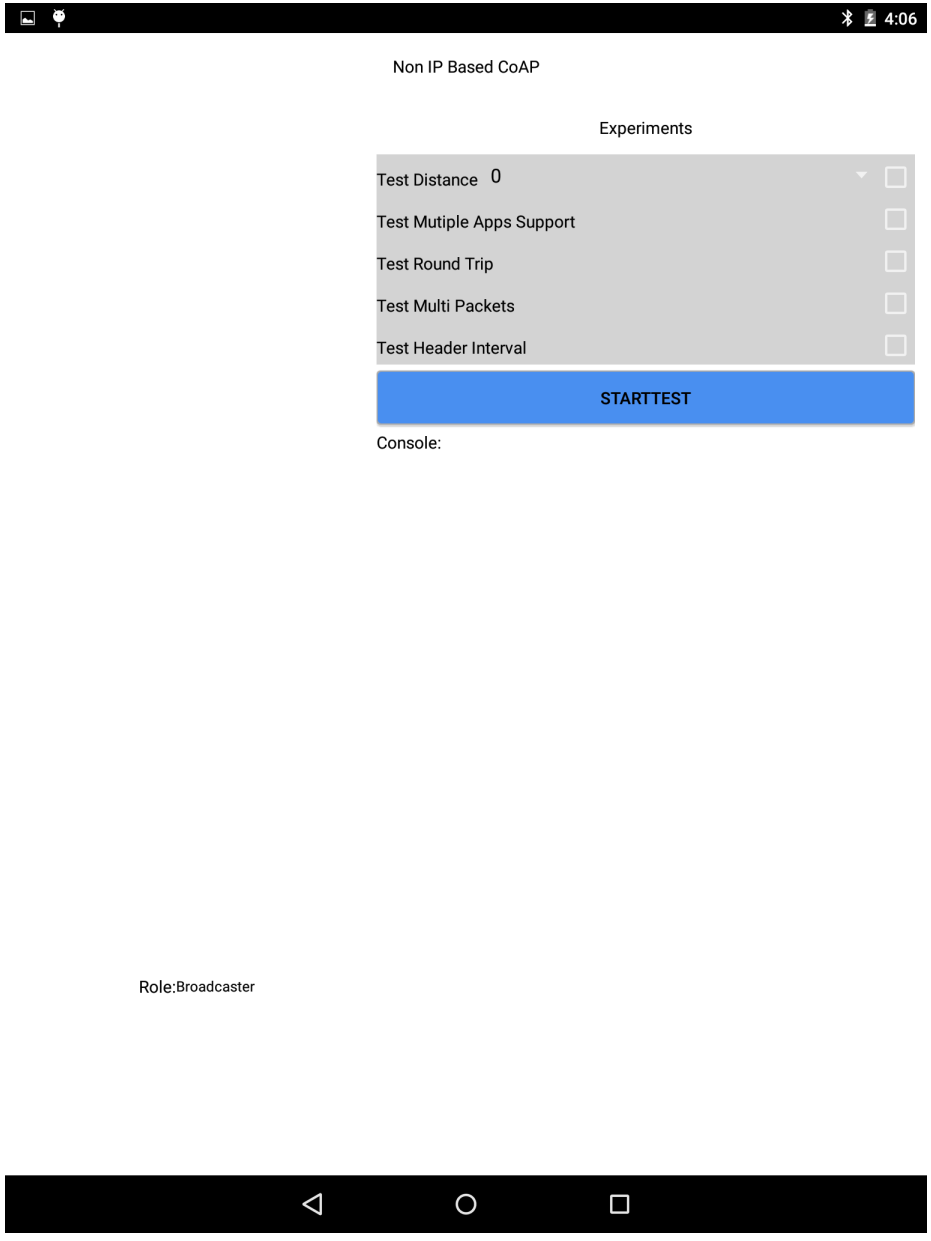 4:06
Non IP Based CoAP
Experiments
Test Distance 0
Test Mutiple Apps Support
Test Round Trip
Test Multi Packets
Test Header Interval
STARTTEST
Console:
Role:Broadcaster